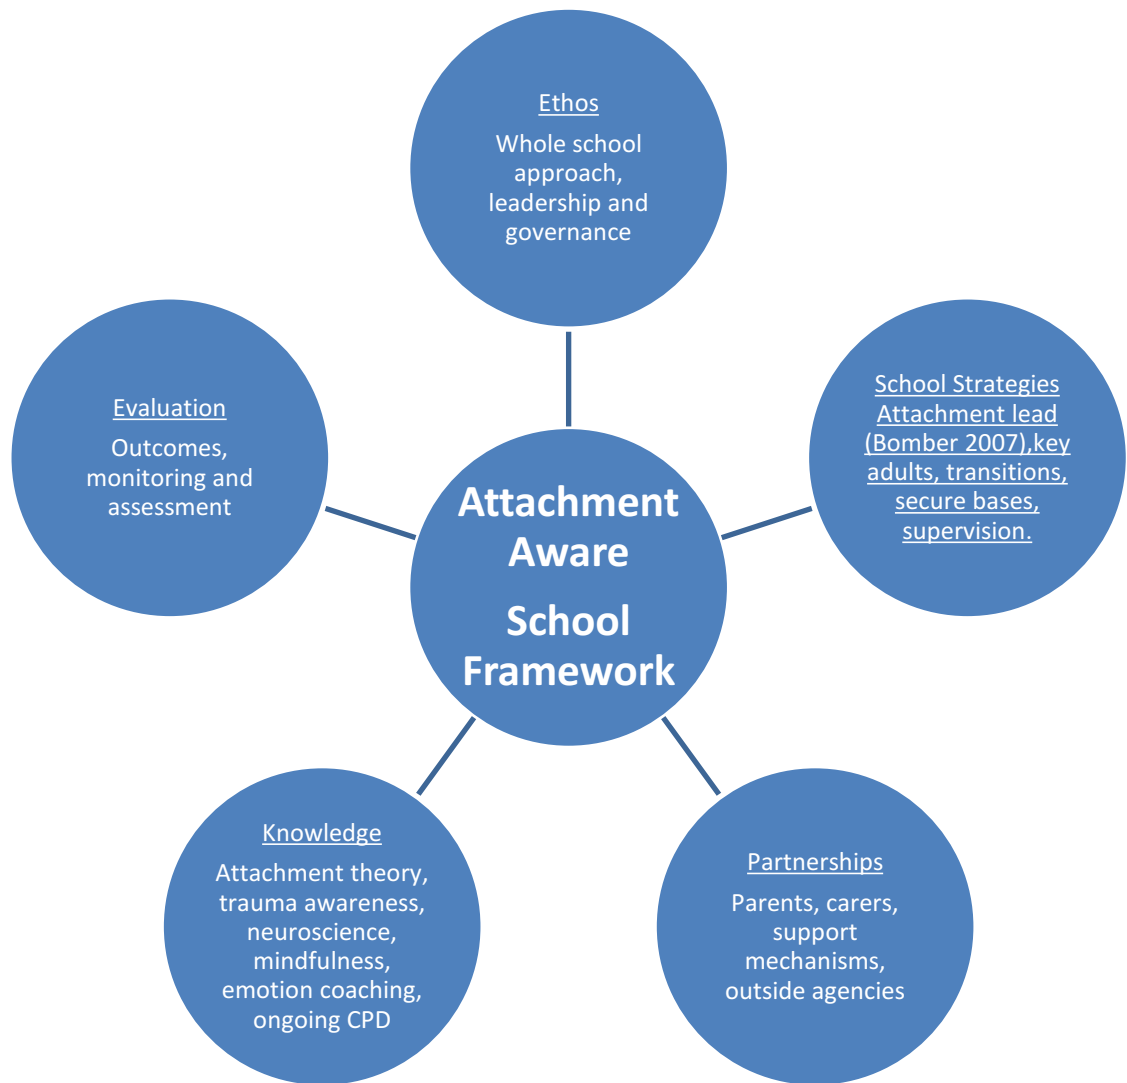 Ethos
Whole school
approach,
leadership and
governance
School Strategies
Attachment lead
(Bomber 2007),key
adults, transitions,
secure bases,
supervision.
Evaluation
Outcomes,
monitoring and
assessment
Attachment
Aware
School
Framework
Knowledge
Attachment theory,
trauma awareness,
neuroscience,
mindfulness,
emotion coaching,
ongoing CPD
Partnerships
Parents, carers,
support
mechanisms,
outside agencies